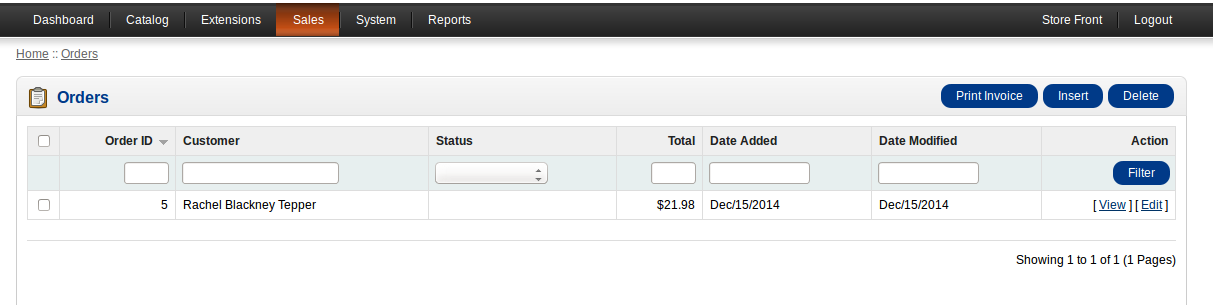 Dashboard Catalog Extensions Sales System Reports Store Front Logout
Home :: Orders
Orders Print Invoice Insert Delete
Order ID Customer Status Total Date Added Date Modified Action
Filter
5 Rachel Blackney Tepper $21.98 Dec/15/2014 Dec/15/2014 [ View ] [ Edit ]
Showing 1 to 1 of 1 (1 Pages)